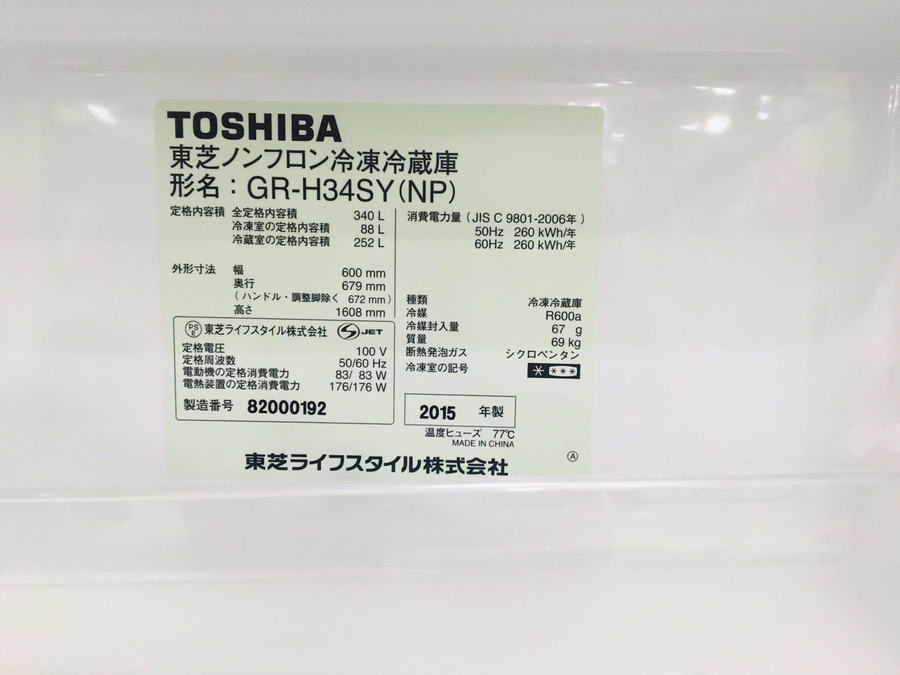 TOSHIBA
東芝ノンフロン冷凍冷蔵庫
形名：GR-H34SY(NP)
定格内容積 全定格内容積 340 L
冷凍室の定格内容積 88 L
冷蔵室の定格内容積 252 L
外形寸法 幅 600 mm
奥行 679 mm
(ハンドル・調整脚除く 672 mm)
高さ 1608 mm
PS E 東芝ライフスタイル株式会社 JET
定格電圧 100 V
定格周波数 50/60 Hz
電動機の定格消費電力 83/ 83 W
電熱装置の定格消費電力 176/176 W
製造番号 82000192
消費電力量 (JIS C 9801-2006年)
50Hz 260 kWh/年
60Hz 260 kWh/年
種類 冷凍冷蔵庫
冷媒 R600a
冷媒封入量 67 g
質量 69 kg
断熱発泡ガス シクロペンタン
冷凍室の記号
2015 年製
温度ヒューズ 77℃
MADE IN CHINA
東芝ライフスタイル株式会社
Ⓐ